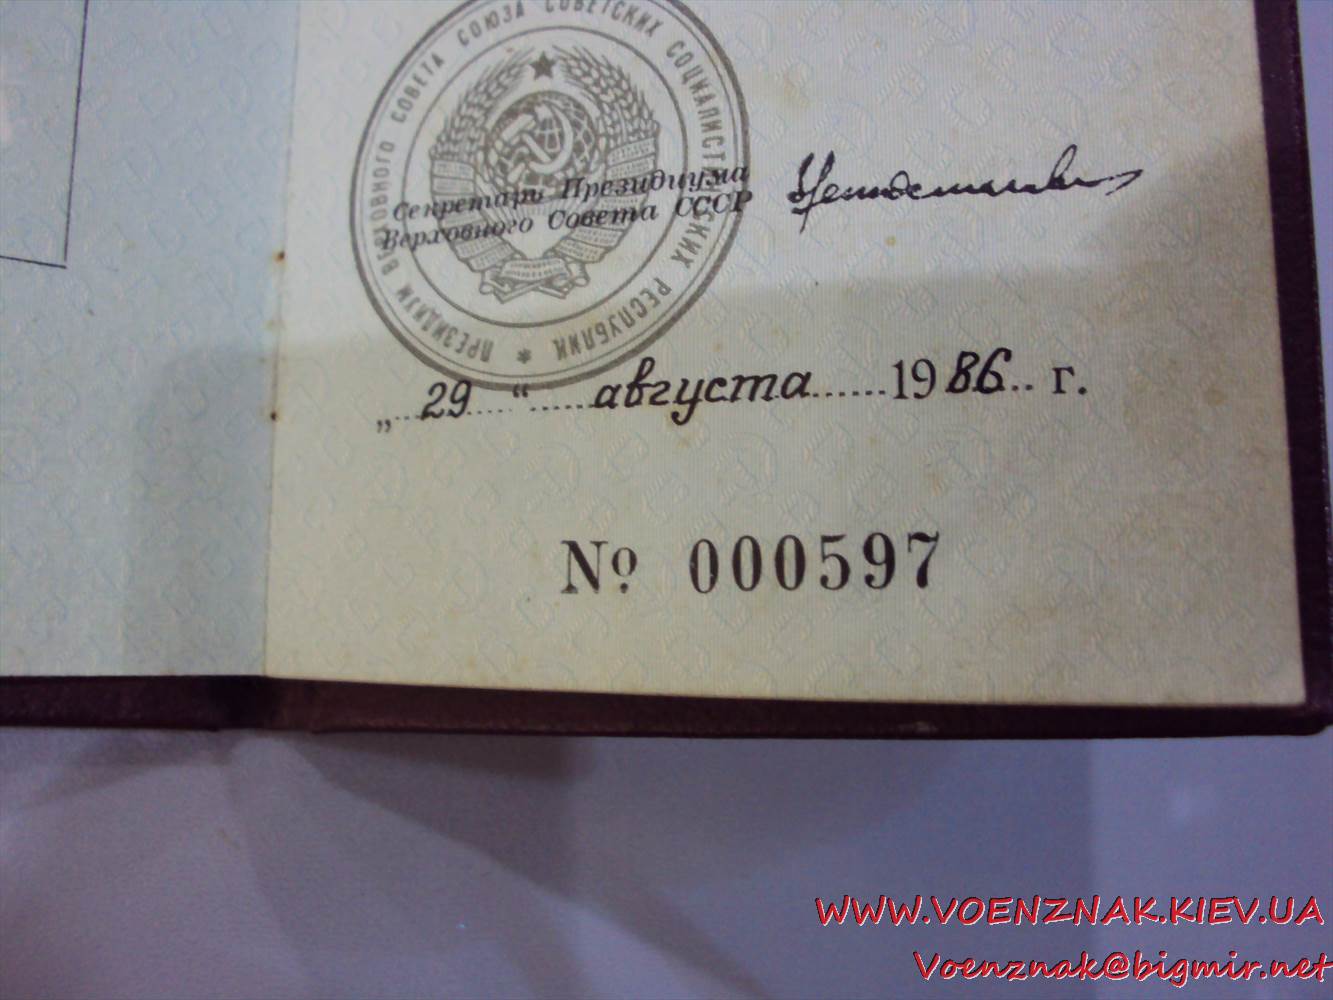 ПРЕЗИДИУМ ВЕРХОВНОГО СОВЕТА СОЮЗА СОВЕТСКИХ СОЦИАЛИСТИЧЕСКИХ РЕСПУБЛИК *
Секретарь Президиума
Верховного Совета СССР
„ 29 “ августа 1986 г.
№ 000597
WWW.VOENZNAK.KIEV.UA
Voenznak@bigmir.net